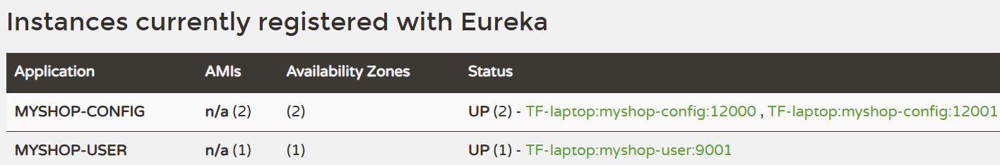 Instances currently registered with Eureka
Application AMIs Availability Zones Status
MYSHOP-CONFIG n/a (2) (2) UP (2) - TF-laptop:myshop-config:12000 , TF-laptop:myshop-config:12001
MYSHOP-USER n/a (1) (1) UP (1) - TF-laptop:myshop-user:9001